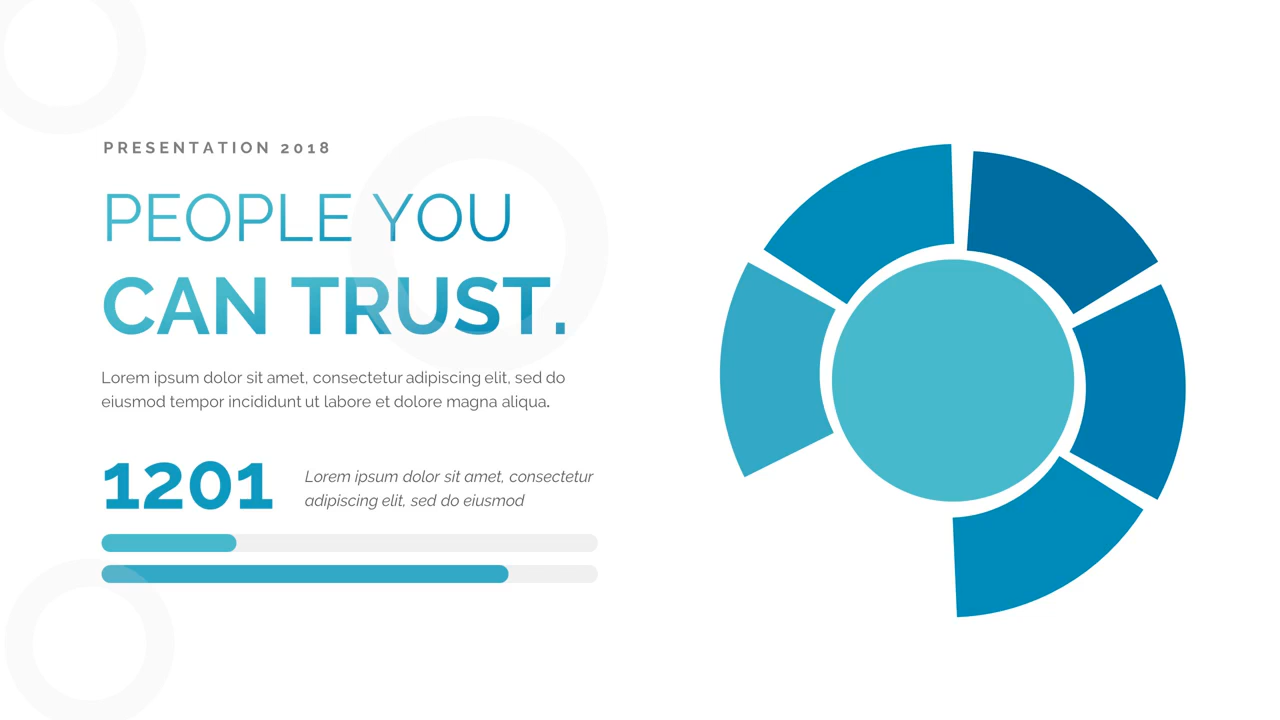 PRESENTATION 2018
PEOPLE YOU
CAN TRUST.
Lorem ipsum dolor sit amet, consectetur adipiscing elit, sed do
eiusmod tempor incididunt ut labore et dolore magna aliqua.
1201
Lorem ipsum dolor sit amet, consectetur
adipiscing elit, sed do eiusmod